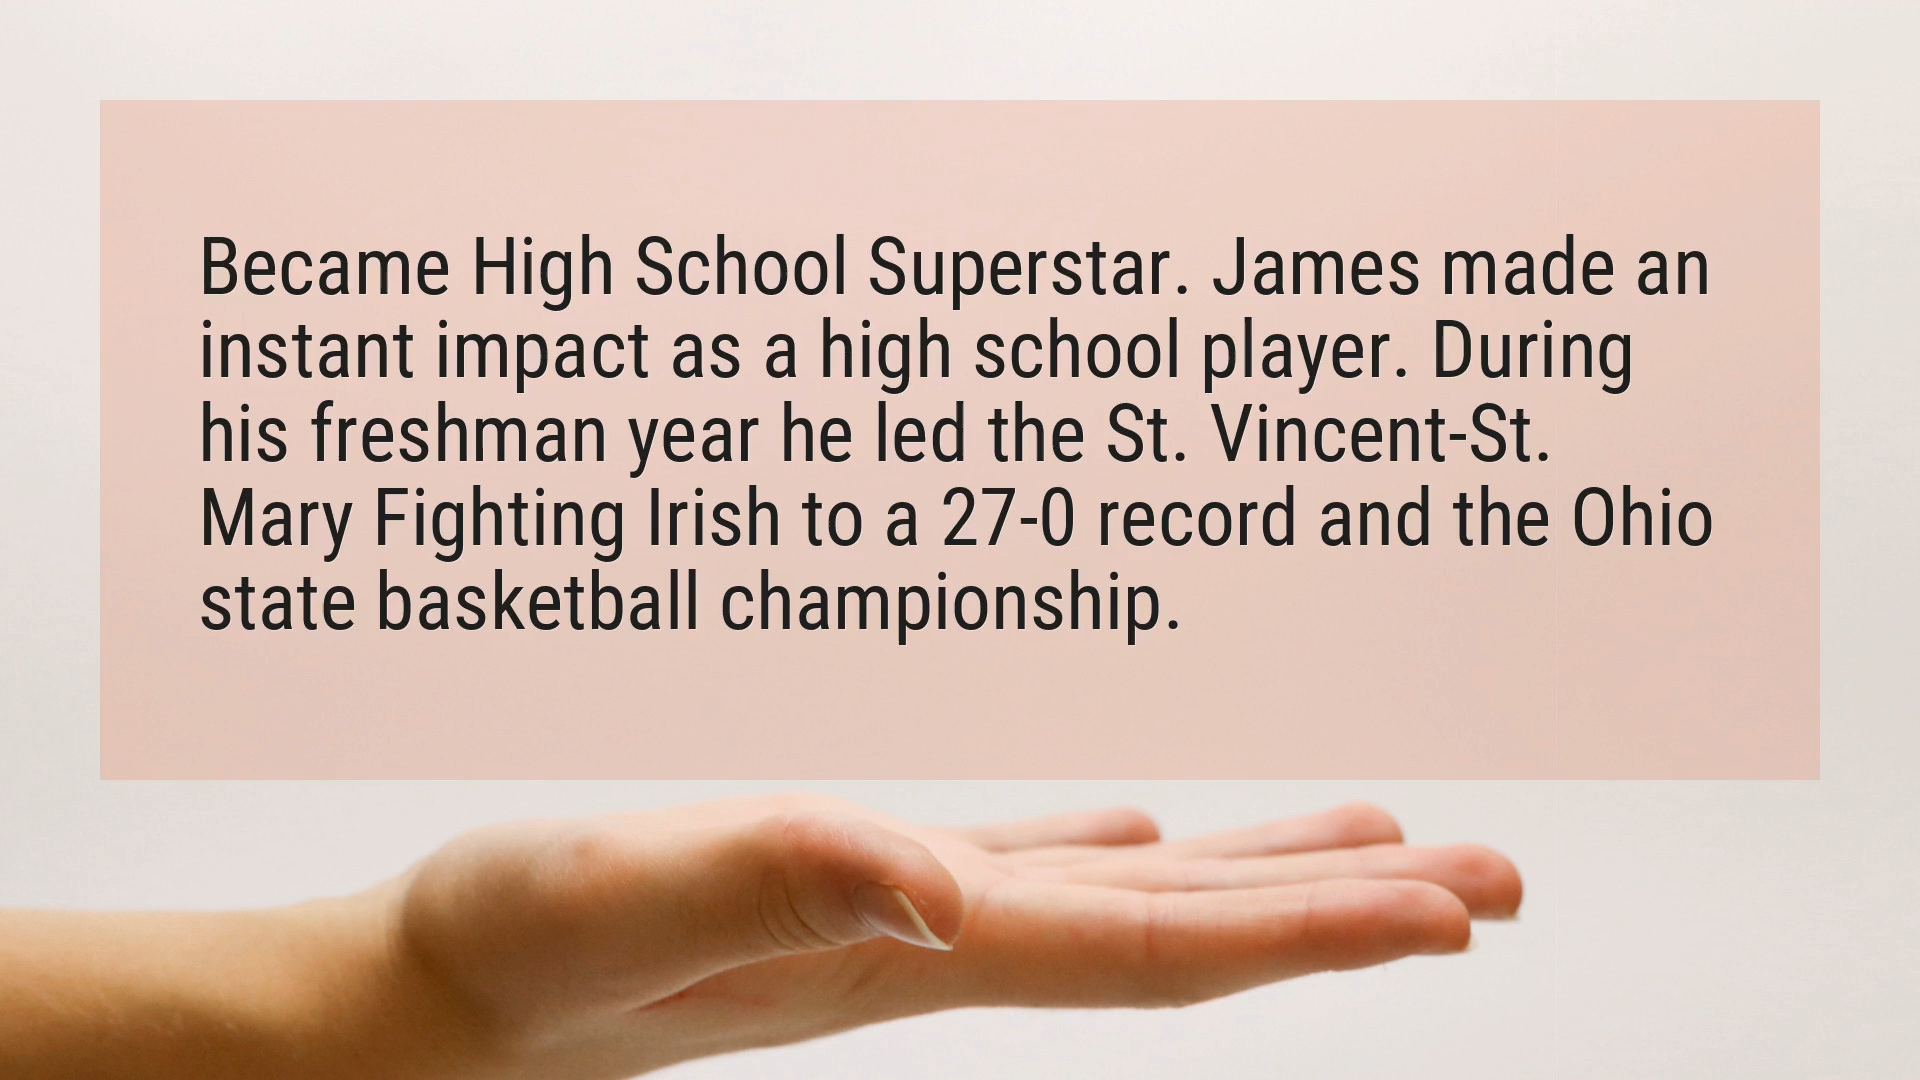 Became High School Superstar. James made an
instant impact as a high school player. During
his freshman year he led the St. Vincent-St.
Mary Fighting Irish to a 27-0 record and the Ohio
state basketball championship.